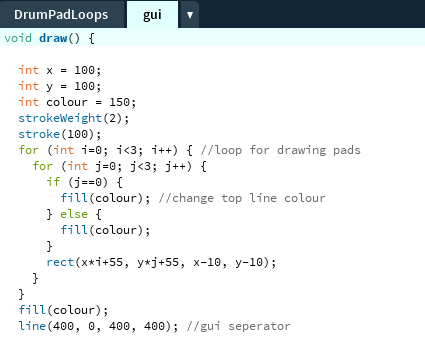 DrumPadLoops gui ▼
void draw() {
int x = 100;
int y = 100;
int colour = 150;
strokeWeight(2);
stroke(100);
for (int i=0; i<3; i++) { //loop for drawing pads
for (int j=0; j<3; j++) {
if (j==0) {
fill(colour); //change top line colour
} else {
fill(colour);
}
rect(x*i+55, y*j+55, x-10, y-10);
}
}
fill(colour);
line(400, 0, 400, 400); //gui seperator